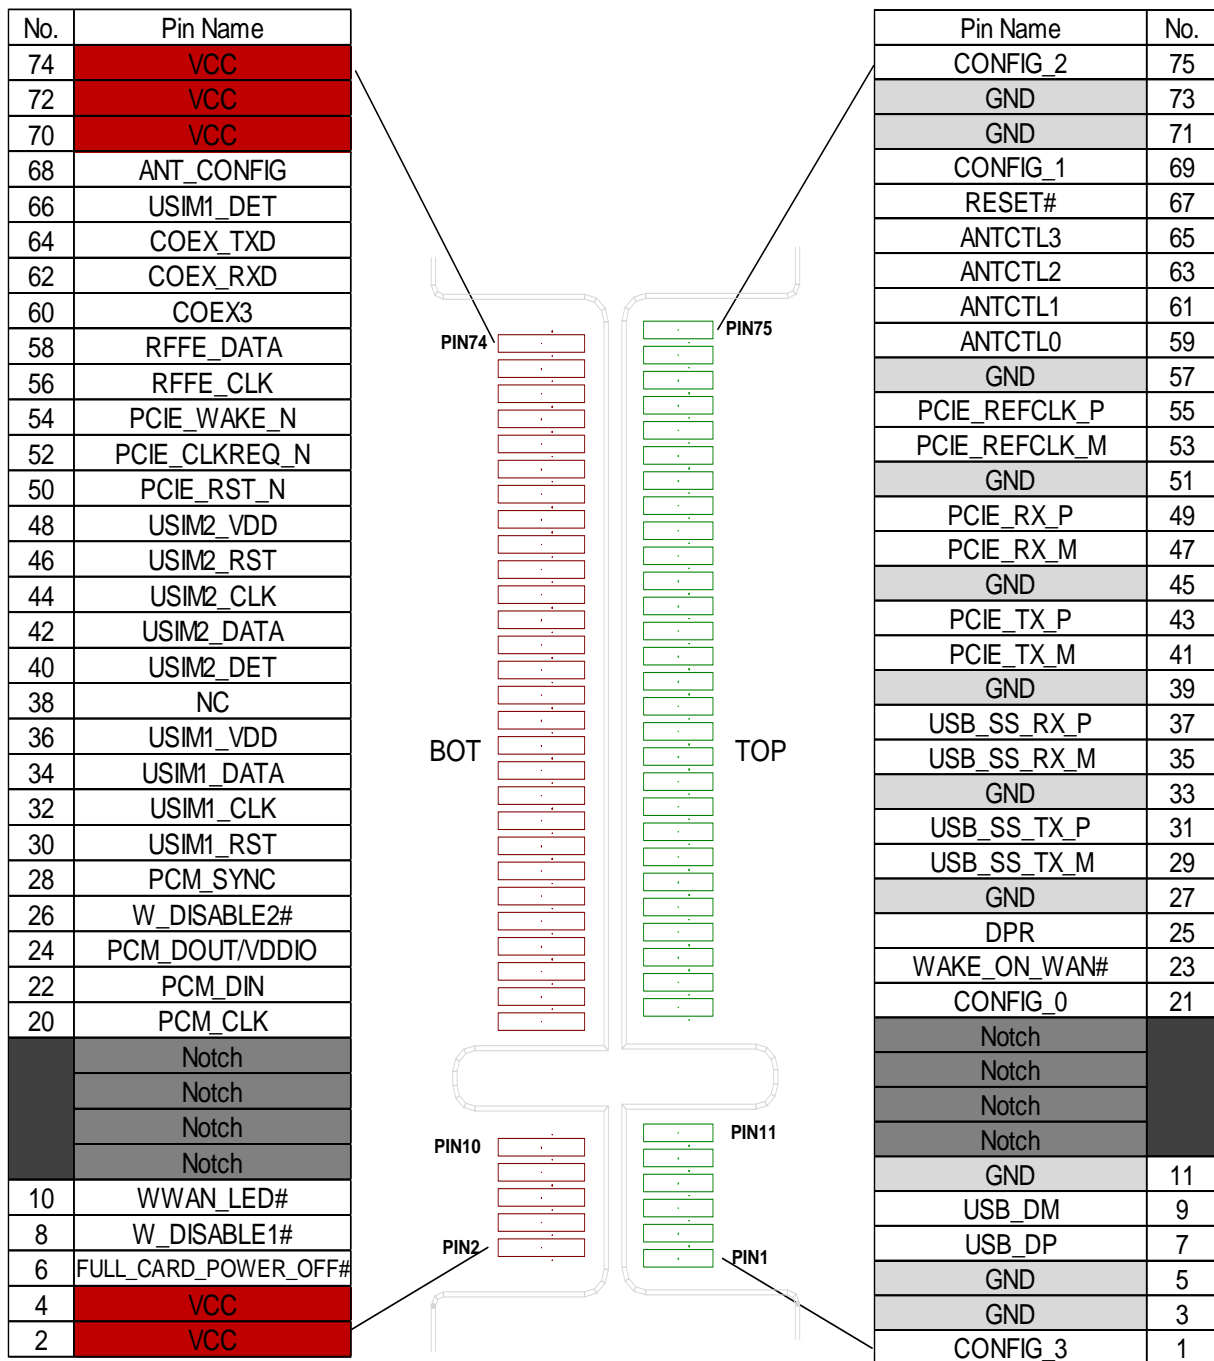 No. Pin Name
74 VCC
72 VCC
70 VCC
68 ANT_CONFIG
66 USIM1_DET
64 COEX_TXD
62 COEX_RXD
60 COEX3
58 RFFE_DATA
56 RFFE_CLK
54 PCIE_WAKE_N
52 PCIE_CLKREQ_N
50 PCIE_RST_N
48 USIM2_VDD
46 USIM2_RST
44 USIM2_CLK
42 USIM2_DATA
40 USIM2_DET
38 NC
36 USIM1_VDD
34 USIM1_DATA
32 USIM1_CLK
30 USIM1_RST
28 PCM_SYNC
26 W_DISABLE2#
24 PCM_DOUT/VDDIO
22 PCM_DIN
20 PCM_CLK
Notch
Notch
Notch
Notch
10 WWAN_LED#
8 W_DISABLE1#
6 FULL_CARD_POWER_OFF#
4 VCC
2 VCC
PIN74
PIN75
BOT
TOP
PIN10
PIN11
PIN2
PIN1
Pin Name No.
CONFIG_2 75
GND 73
GND 71
CONFIG_1 69
RESET# 67
ANTCTL3 65
ANTCTL2 63
ANTCTL1 61
ANTCTL0 59
GND 57
PCIE_REFCLK_P 55
PCIE_REFCLK_M 53
GND 51
PCIE_RX_P 49
PCIE_RX_M 47
GND 45
PCIE_TX_P 43
PCIE_TX_M 41
GND 39
USB_SS_RX_P 37
USB_SS_RX_M 35
GND 33
USB_SS_TX_P 31
USB_SS_TX_M 29
GND 27
DPR 25
WAKE_ON_WAN# 23
CONFIG_0 21
Notch
Notch
Notch
Notch
GND 11
USB_DM 9
USB_DP 7
GND 5
GND 3
CONFIG_3 1